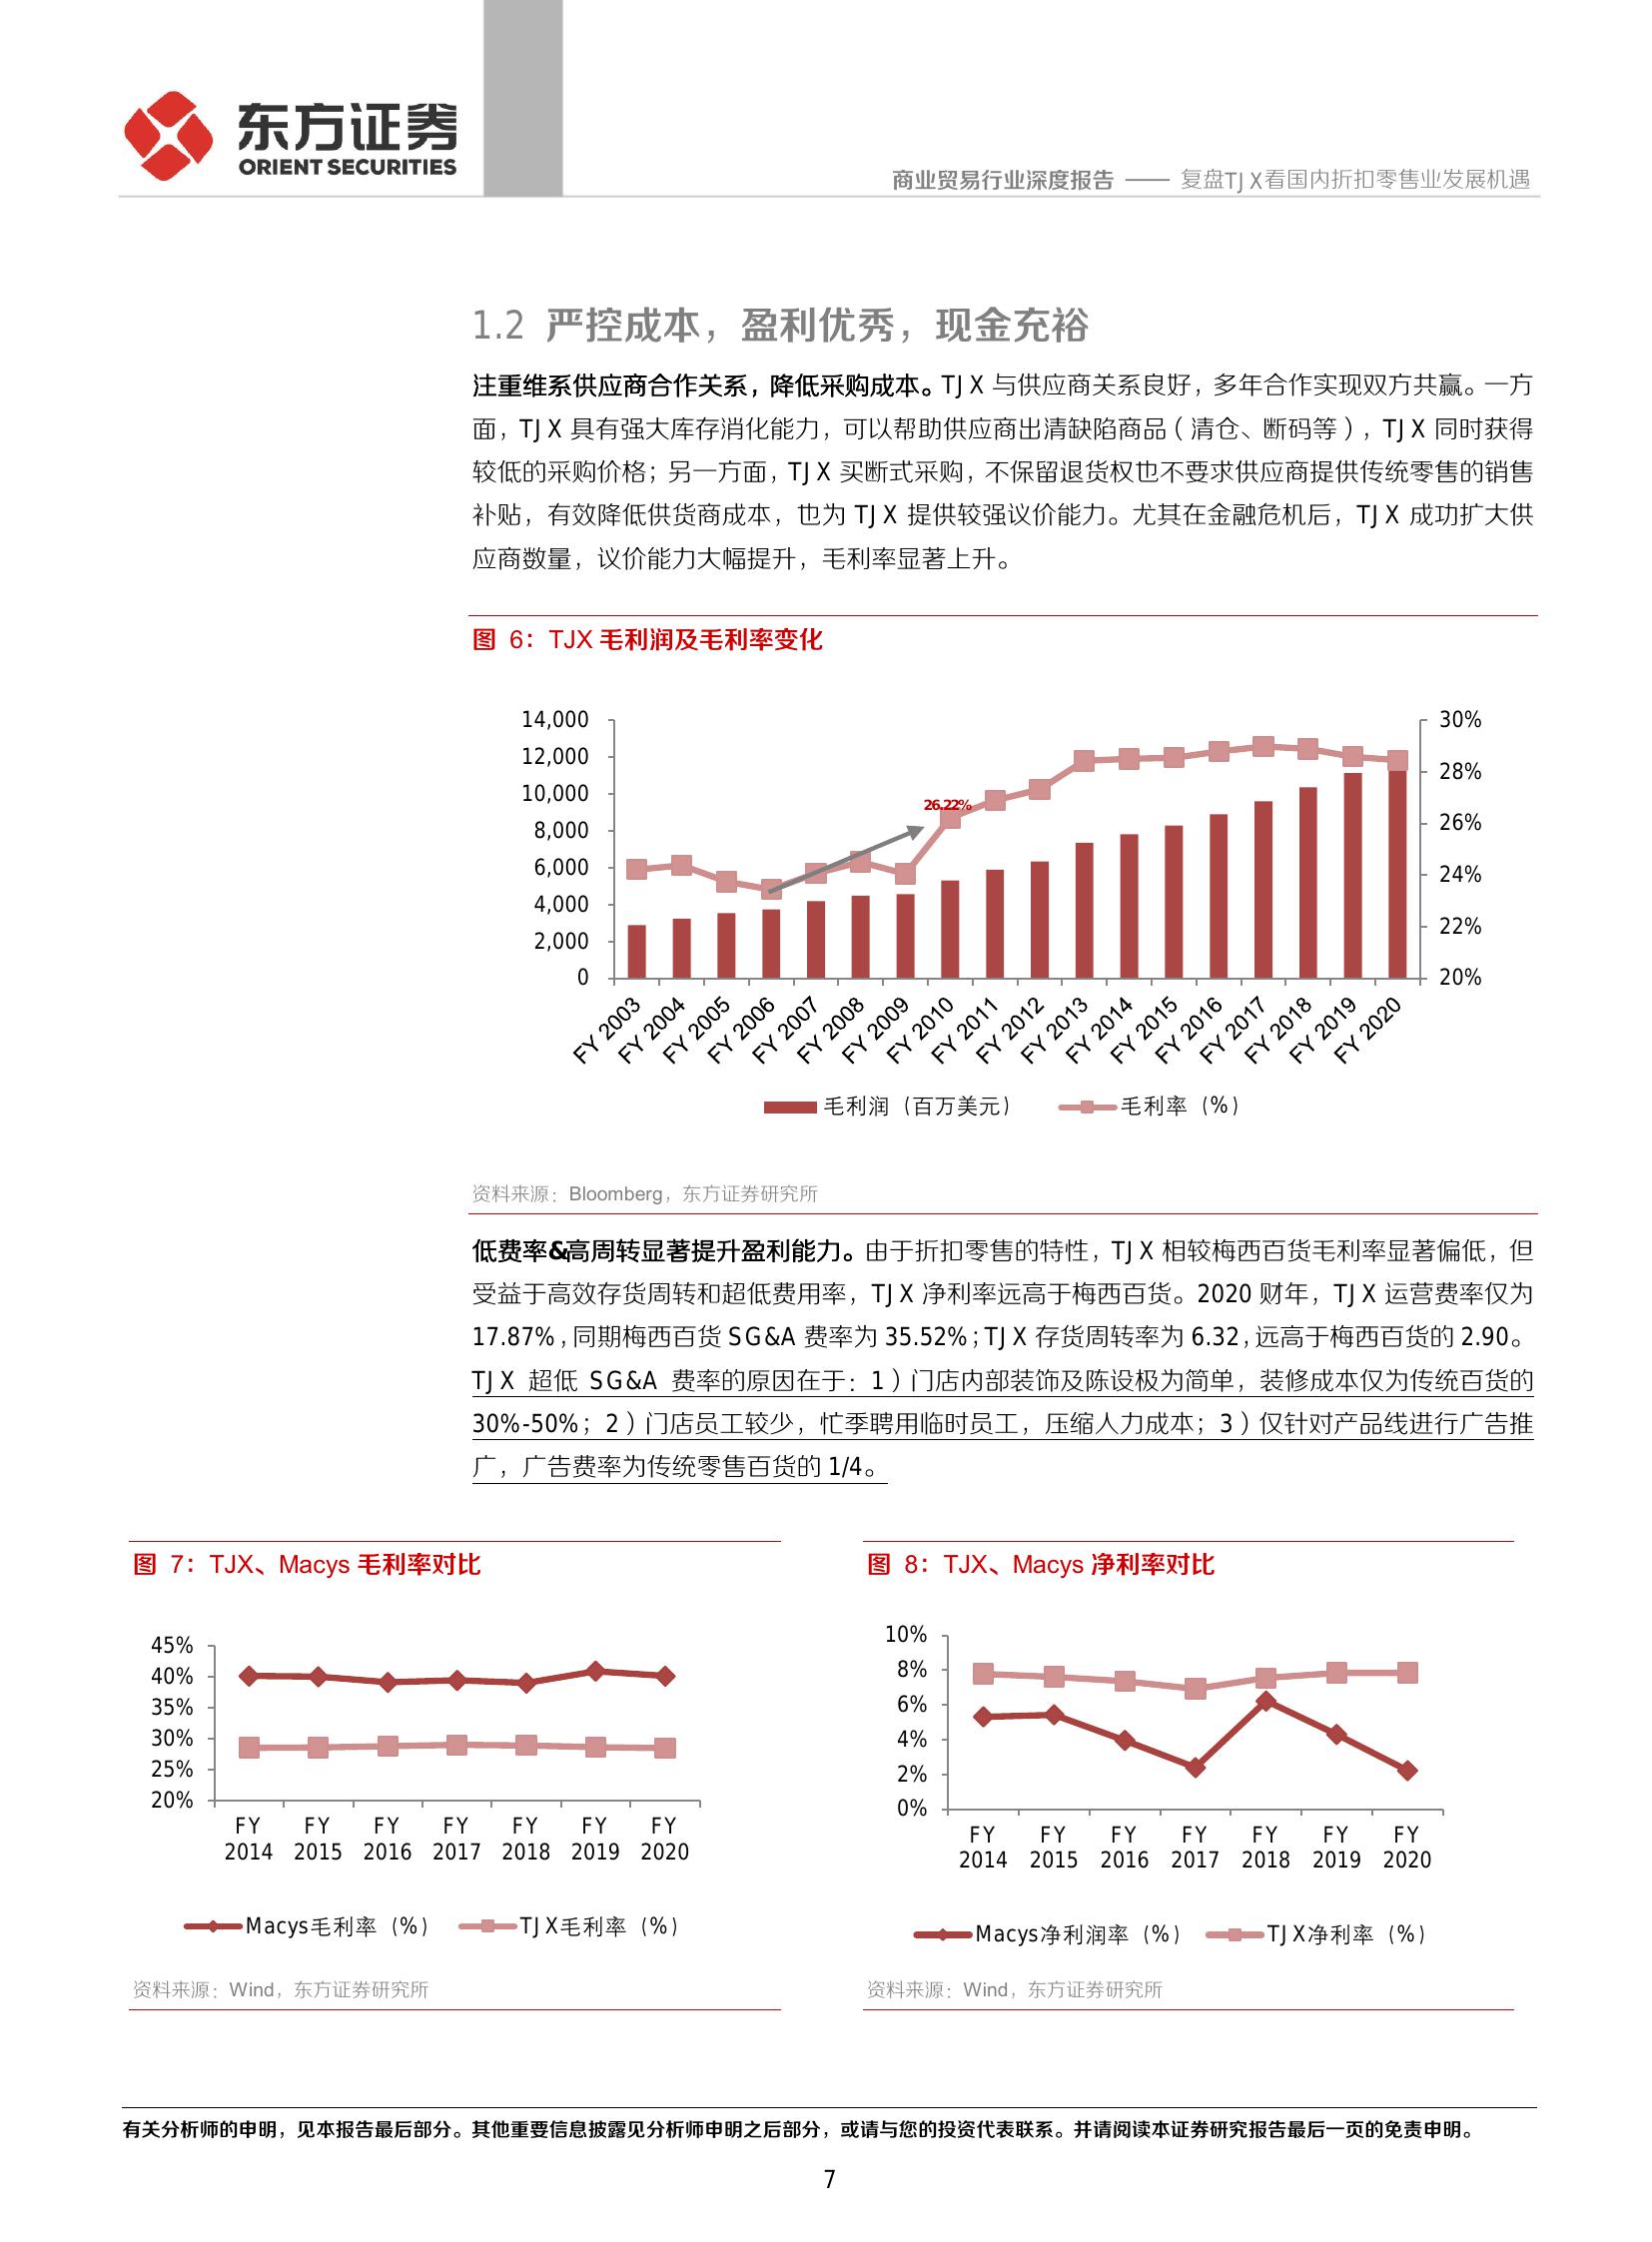 东方证券
ORIENT SECURITIES
商业贸易行业深度报告 —— 复盘TJX看国内折扣零售业发展机遇
1.2 严控成本，盈利优秀，现金充裕
注重维系供应商合作关系，降低采购成本。TJX 与供应商关系良好，多年合作实现双方共赢。一方
面，TJX 具有强大库存消化能力，可以帮助供应商出清缺陷商品（清仓、断码等），TJX 同时获得
较低的采购价格；另一方面，TJX 买断式采购，不保留退货权也不要求供应商提供传统零售的销售
补贴，有效降低供货商成本，也为 TJX 提供较强议价能力。尤其在金融危机后，TJX 成功扩大供
应商数量，议价能力大幅提升，毛利率显著上升。
图 6：TJX 毛利润及毛利率变化
14,000
12,000
10,000
8,000
6,000
4,000
2,000
0
30%
28%
26%
24%
22%
20%
26.22%
FY 2003
FY 2004
FY 2005
FY 2006
FY 2007
FY 2008
FY 2009
FY 2010
FY 2011
FY 2012
FY 2013
FY 2014
FY 2015
FY 2016
FY 2017
FY 2018
FY 2019
FY 2020
毛利润（百万美元） 毛利率（%）
资料来源：Bloomberg，东方证券研究所
低费率&高周转显著提升盈利能力。由于折扣零售的特性，TJX 相较梅西百货毛利率显著偏低，但
受益于高效存货周转和超低费用率，TJX 净利率远高于梅西百货。2020 财年，TJX 运营费率仅为
17.87%，同期梅西百货 SG&A 费率为 35.52%；TJX 存货周转率为 6.32，远高于梅西百货的 2.90。
TJX 超低 SG&A 费率的原因在于：1）门店内部装饰及陈设极为简单，装修成本仅为传统百货的
30%-50%；2）门店员工较少，忙季聘用临时员工，压缩人力成本；3）仅针对产品线进行广告推
广，广告费率为传统零售百货的 1/4。
图 7：TJX、Macys 毛利率对比
45%
40%
35%
30%
25%
20%
FY 2014
FY 2015
FY 2016
FY 2017
FY 2018
FY 2019
FY 2020
Macys毛利率（%） TJX毛利率（%）
资料来源：Wind，东方证券研究所
图 8：TJX、Macys 净利率对比
10%
8%
6%
4%
2%
0%
FY 2014
FY 2015
FY 2016
FY 2017
FY 2018
FY 2019
FY 2020
Macys净利润率（%） TJX净利率（%）
资料来源：Wind，东方证券研究所
有关分析师的申明，见本报告最后部分。其他重要信息披露见分析师申明之后部分，或请与您的投资代表联系。并请阅读本证券研究报告最后一页的免责申明。
7